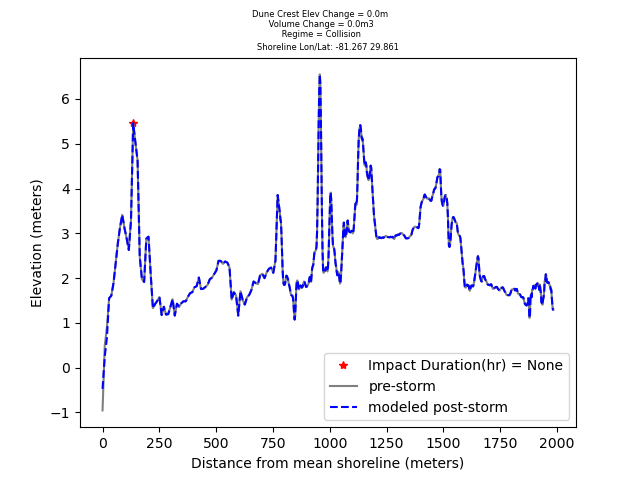 Dune Crest Elev Change = 0.0m
Volume Change = 0.0m3
Regime = Collision
Shoreline Lon/Lat: -81.267 29.861
6
5
4
3
2
1
0
−1
Elevation (meters)
Impact Duration(hr) = None
pre-storm
modeled post-storm
0 250 500 750 1000 1250 1500 1750 2000
Distance from mean shoreline (meters)